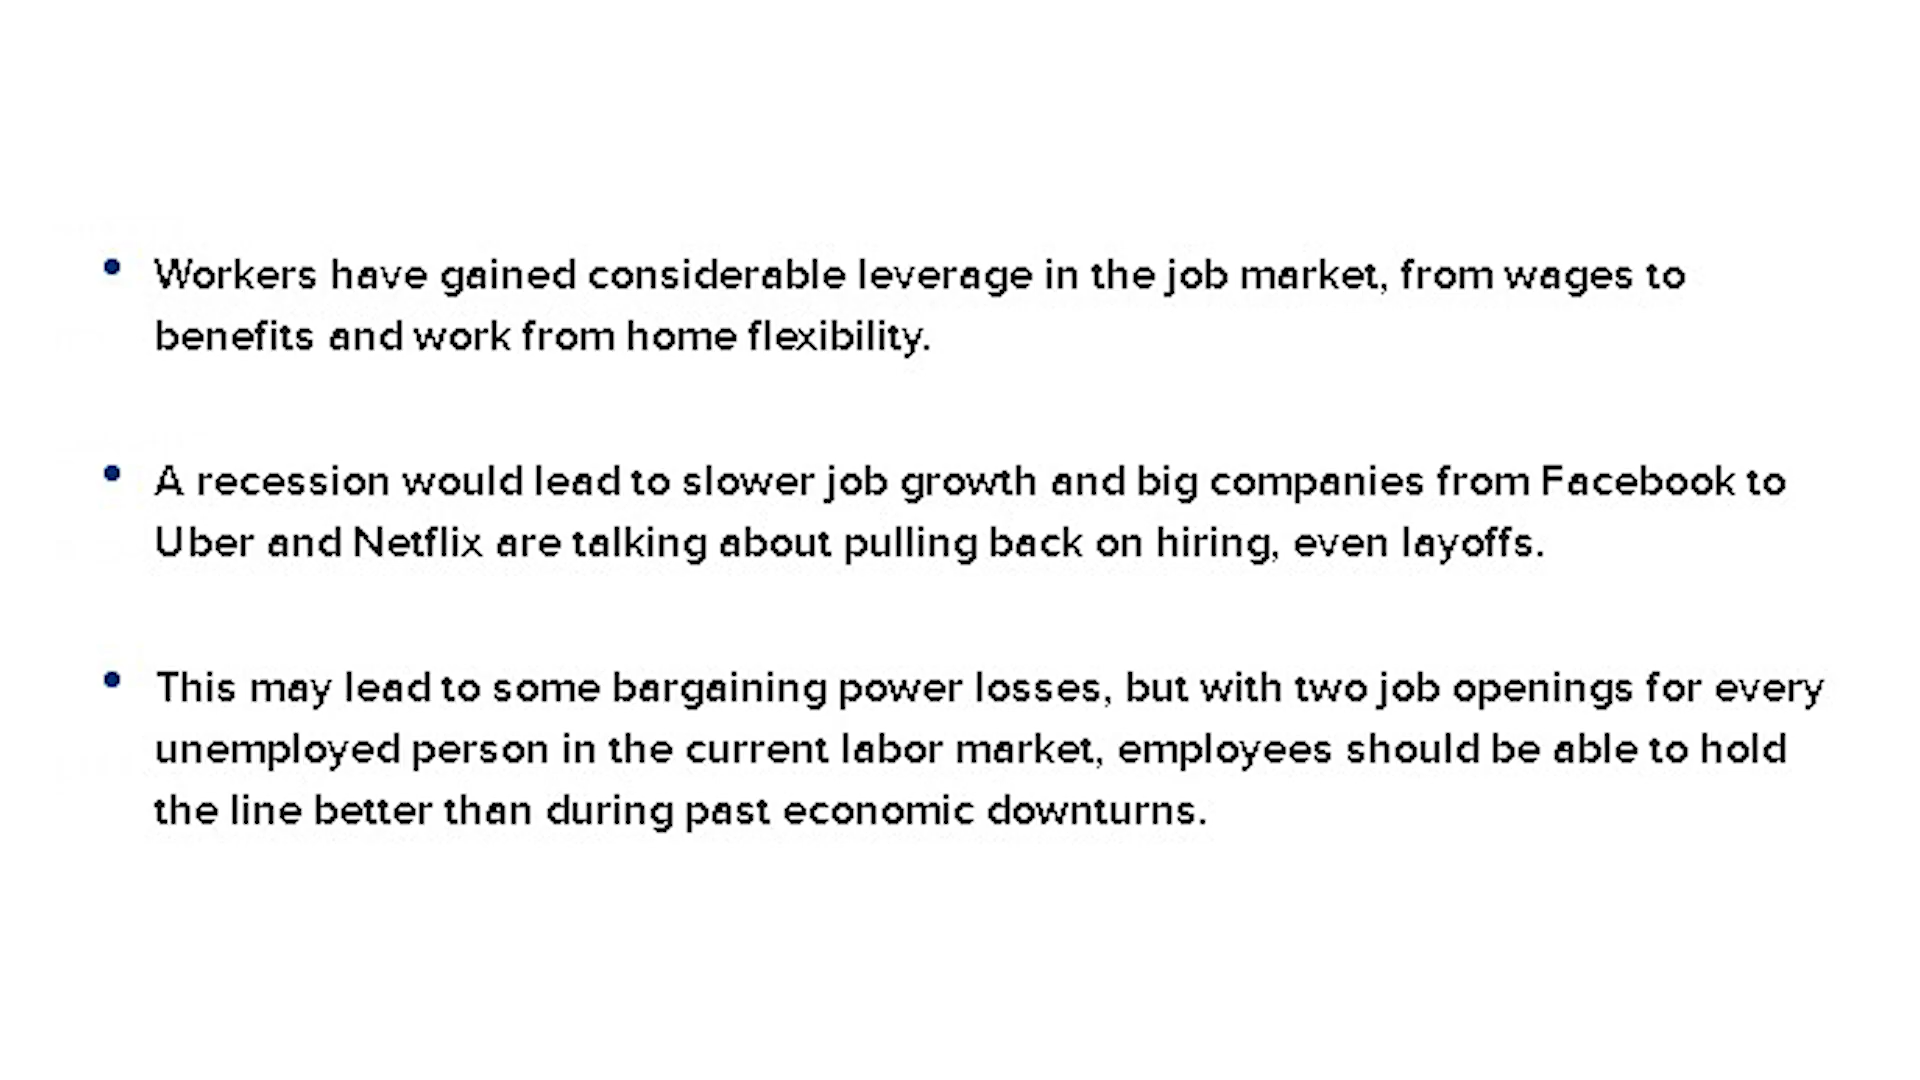 • Workers have gained considerable leverage in the job market, from wages to
benefits and work from home flexibility.
• A recession would lead to slower job growth and big companies from Facebook to
Uber and Netflix are talking about pulling back on hiring, even layoffs.
• This may lead to some bargaining power losses, but with two job openings for every
unemployed person in the current labor market, employees should be able to hold
the line better than during past economic downturns.